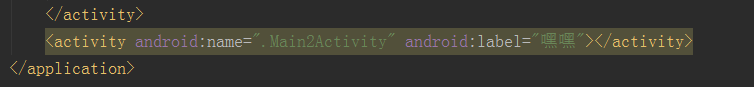 </activity>
<activity android:name=".Main2Activity" android:label="嘿嘿"></activity>
</application>